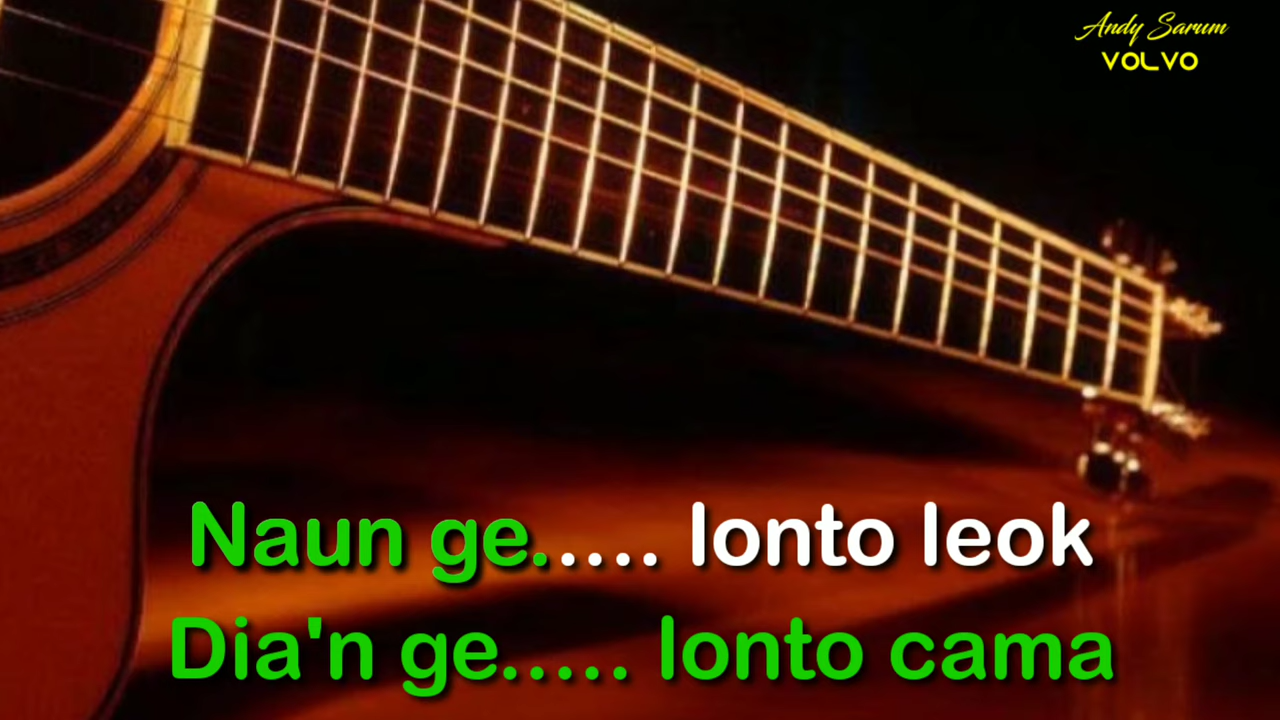 Andy Sarum
VOLVO
Naun ge..... lonto leok
Dia'n ge..... lonto cama